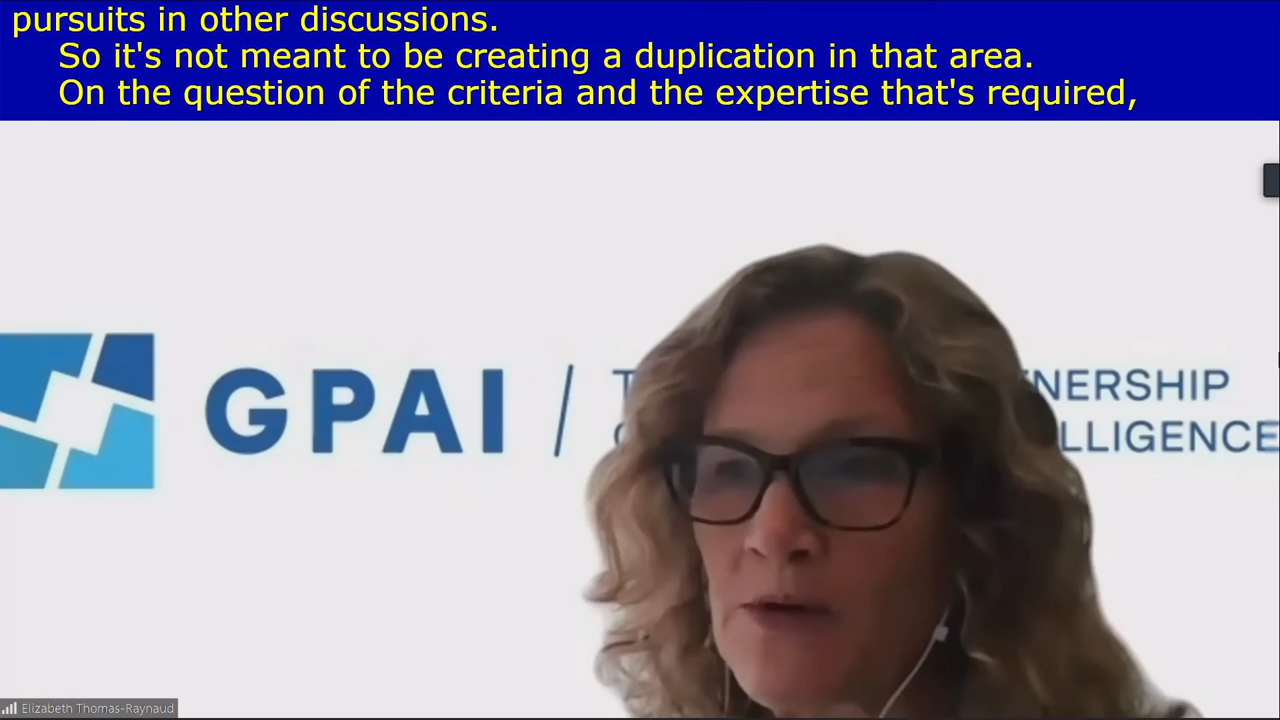 pursuits in other discussions.
So it's not meant to be creating a duplication in that area.
On the question of the criteria and the expertise that's required,
GPAI / T NERSHIP
LLIGENCE
Elizabeth Thomas-Raynaud